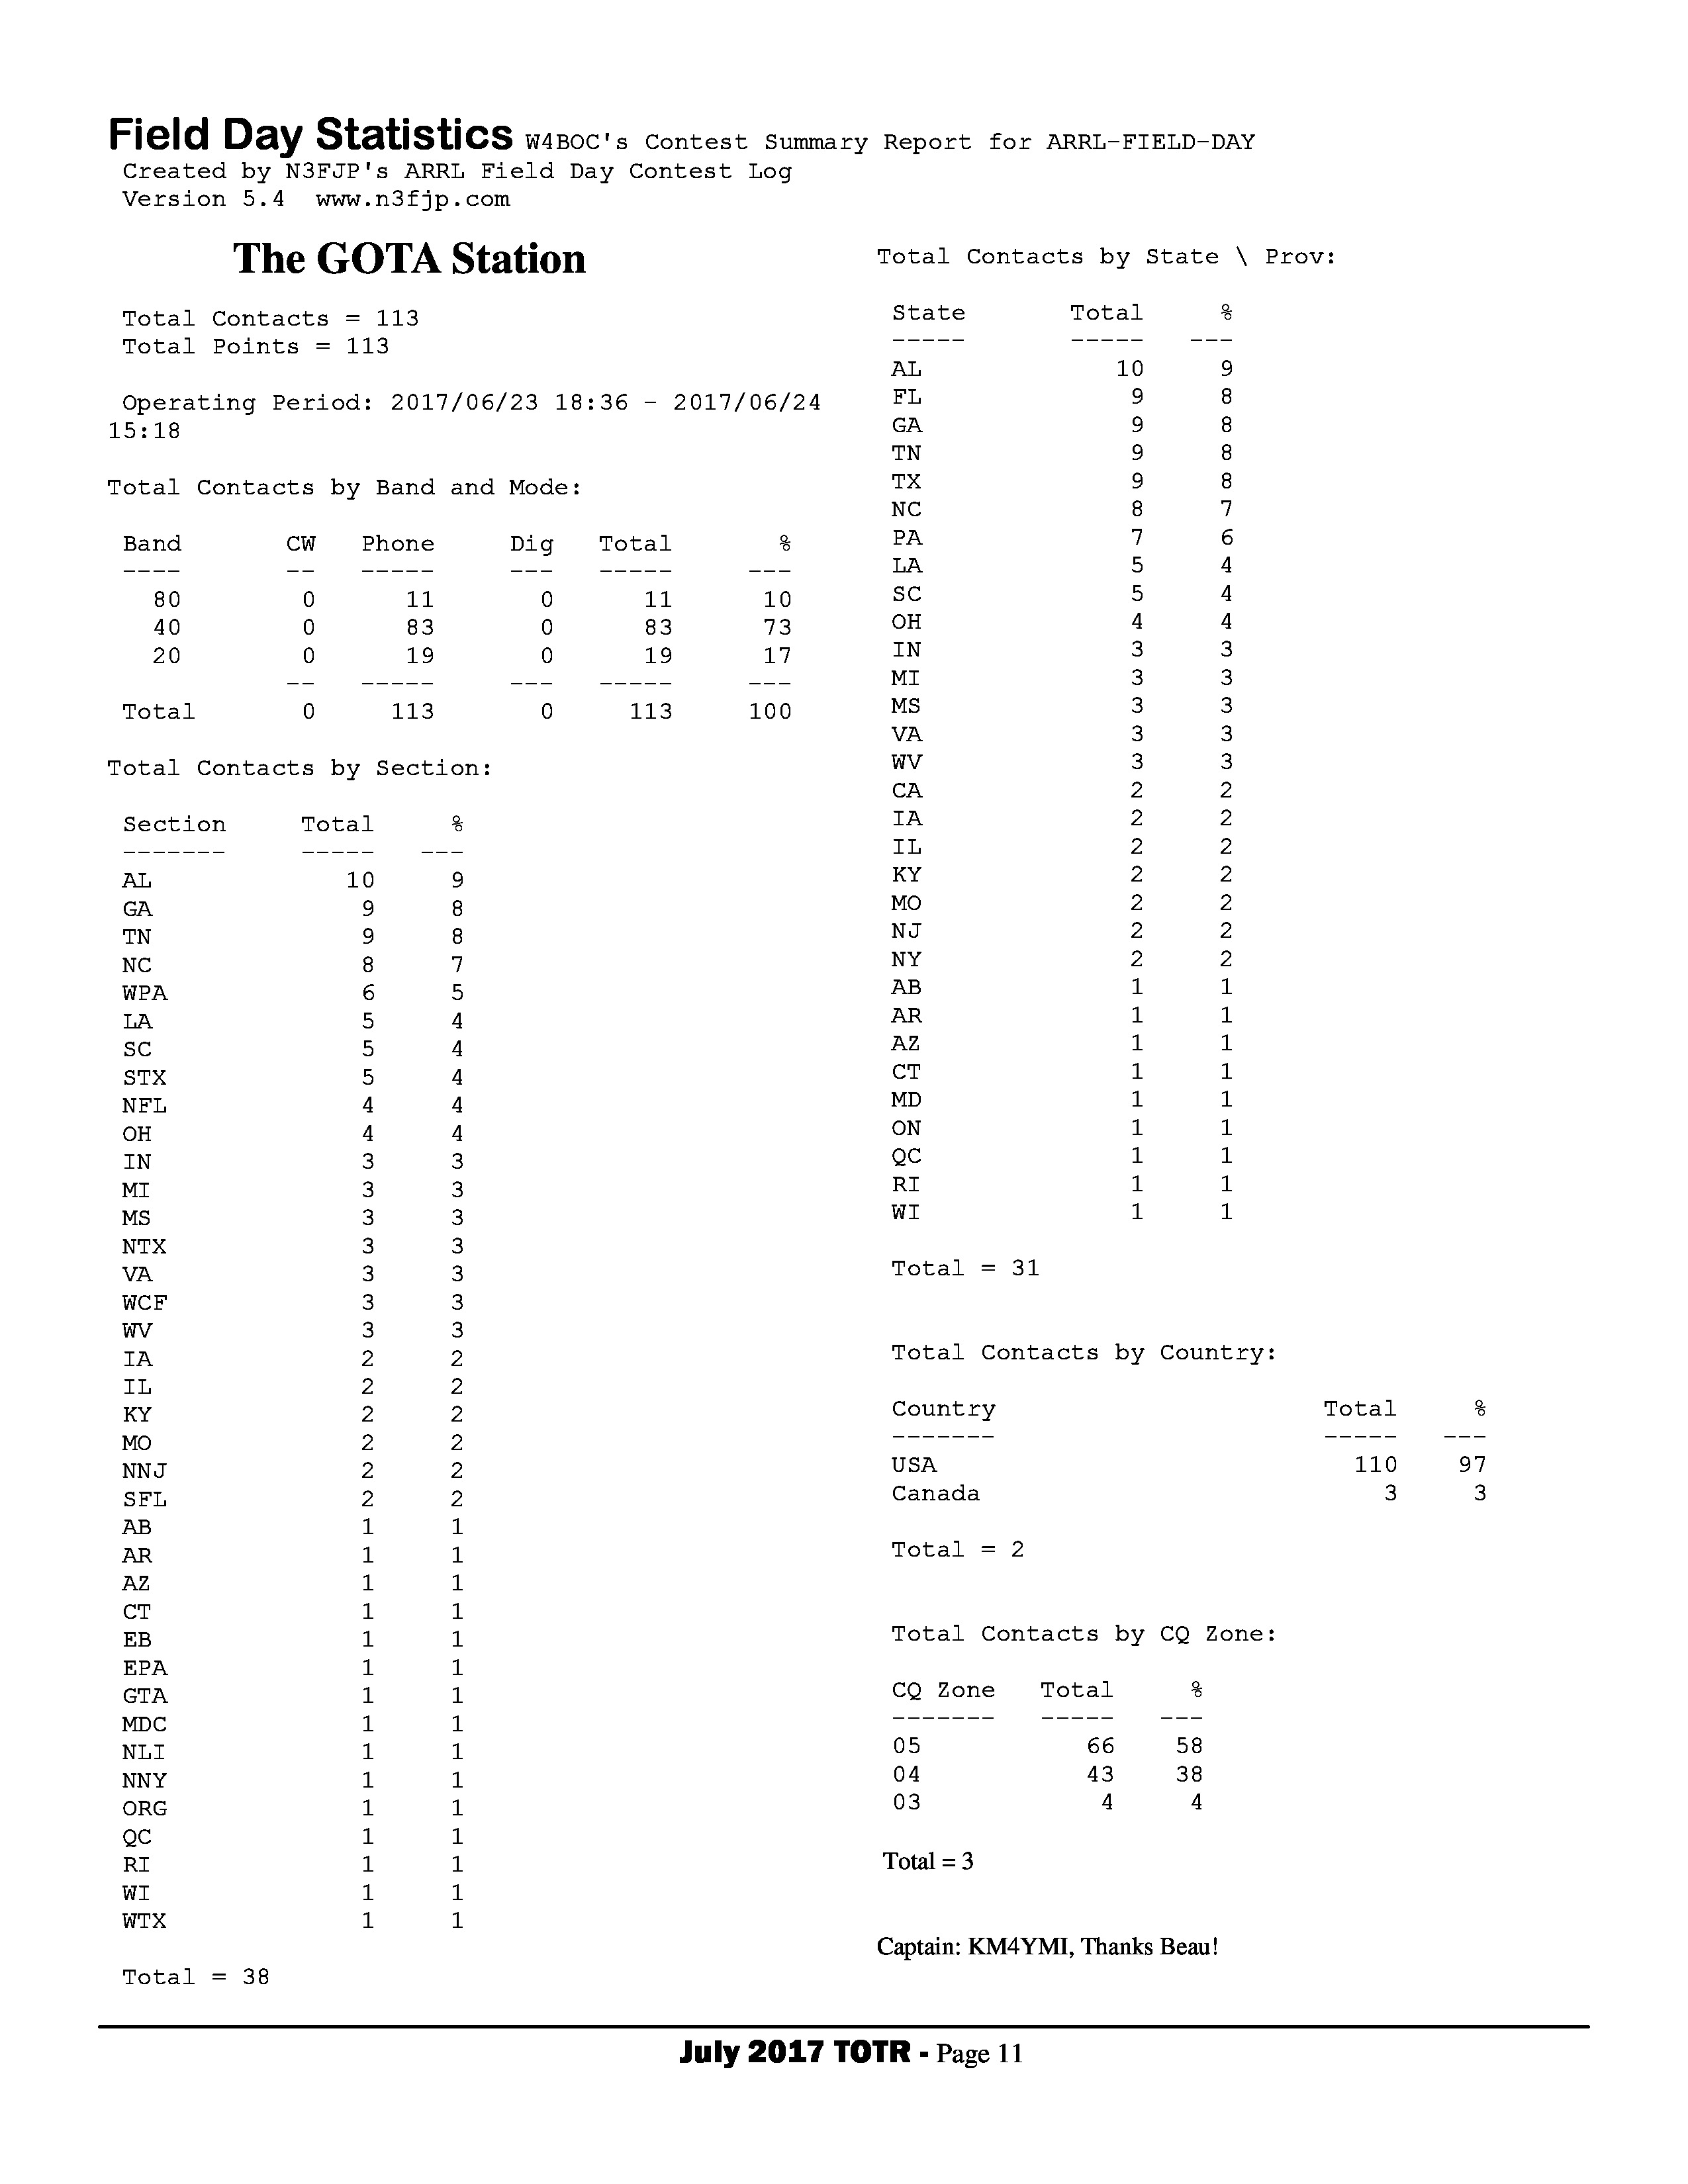 Field Day Statistics W4BOC's Contest Summary Report for ARRL-FIELD-DAY
Created by N3FJP's ARRL Field Day Contest Log
Version 5.4  www.n3fjp.com
The GOTA Station
Total Contacts = 113
Total Points = 113
Operating Period: 2017/06/23 18:36 - 2017/06/24
15:18
Total Contacts by Band and Mode:
Band CW Phone Dig Total %
---- -- ----- --- ----- ---
80 0 11 0 11 10
40 0 83 0 83 73
20 0 19 0 19 17
-- ----- --- ----- ---
Total 0 113 0 113 100
Total Contacts by Section:
Section Total %
------- ----- ---
AL 10 9
GA 9 8
TN 9 8
NC 8 7
WPA 6 5
LA 5 4
SC 5 4
STX 5 4
NFL 4 4
OH 4 4
IN 3 3
MI 3 3
MS 3 3
NTX 3 3
VA 3 3
WCF 3 3
WV 3 3
IA 2 2
IL 2 2
KY 2 2
MO 2 2
NNJ 2 2
SFL 2 2
AB 1 1
AR 1 1
AZ 1 1
CT 1 1
EB 1 1
EPA 1 1
GTA 1 1
MDC 1 1
NLI 1 1
NNY 1 1
ORG 1 1
QC 1 1
RI 1 1
WI 1 1
WTX 1 1
Total = 38
Total Contacts by State \ Prov:
State Total %
----- ----- ---
AL 10 9
FL 9 8
GA 9 8
TN 9 8
TX 9 8
NC 8 7
PA 7 6
LA 5 4
SC 5 4
OH 4 4
IN 3 3
MI 3 3
MS 3 3
VA 3 3
WV 3 3
CA 2 2
IA 2 2
IL 2 2
KY 2 2
MO 2 2
NJ 2 2
NY 2 2
AB 1 1
AR 1 1
AZ 1 1
CT 1 1
MD 1 1
ON 1 1
QC 1 1
RI 1 1
WI 1 1
Total = 31
Total Contacts by Country:
Country Total %
------- ----- ---
USA 110 97
Canada 3 3
Total = 2
Total Contacts by CQ Zone:
CQ Zone Total %
------- ----- ---
05 66 58
04 43 38
03 4 4
Total = 3
Captain: KM4YMI, Thanks Beau!
July 2017 TOTR - Page 11